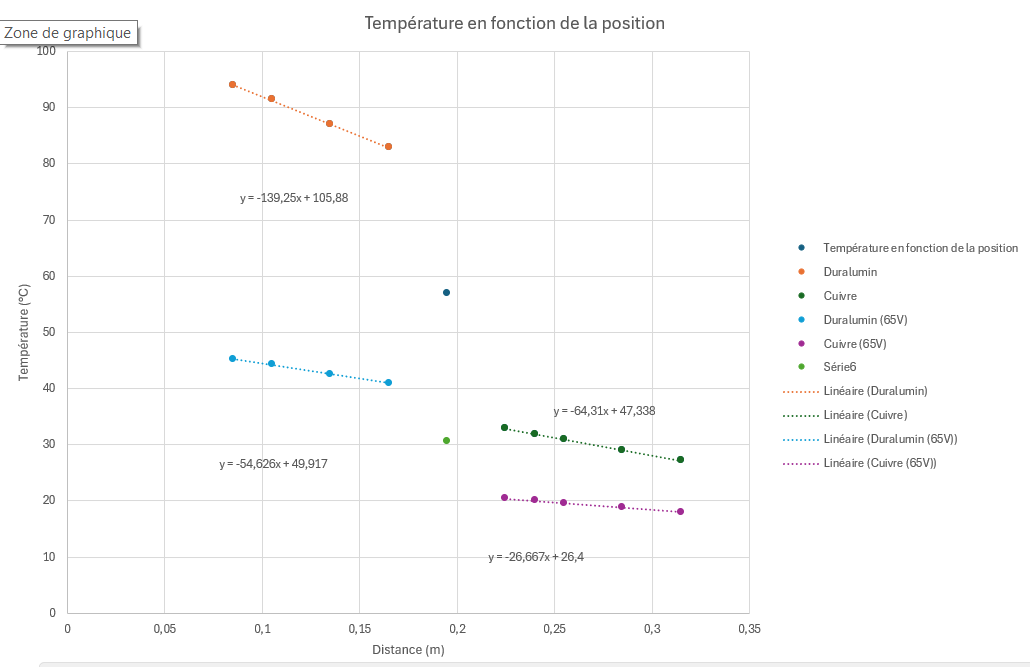 Température en fonction de la position
Zone de graphique
100
90
80
70
60
50
40
30
20
10
0
Température (°C)
y = -139,25x + 105,88
y = -64,31x + 47,338
y = -54,626x + 49,917
y = -26,667x + 26,4
0
0,05
0,1
0,15
0,2
0,25
0,3
0,35
Distance (m)
Température en fonction de la position
Duralumin
Cuivre
Duralumin (65V)
Cuivre (65V)
Série6
Linéaire (Duralumin)
Linéaire (Cuivre)
Linéaire (Duralumin (65V))
Linéaire (Cuivre (65V))